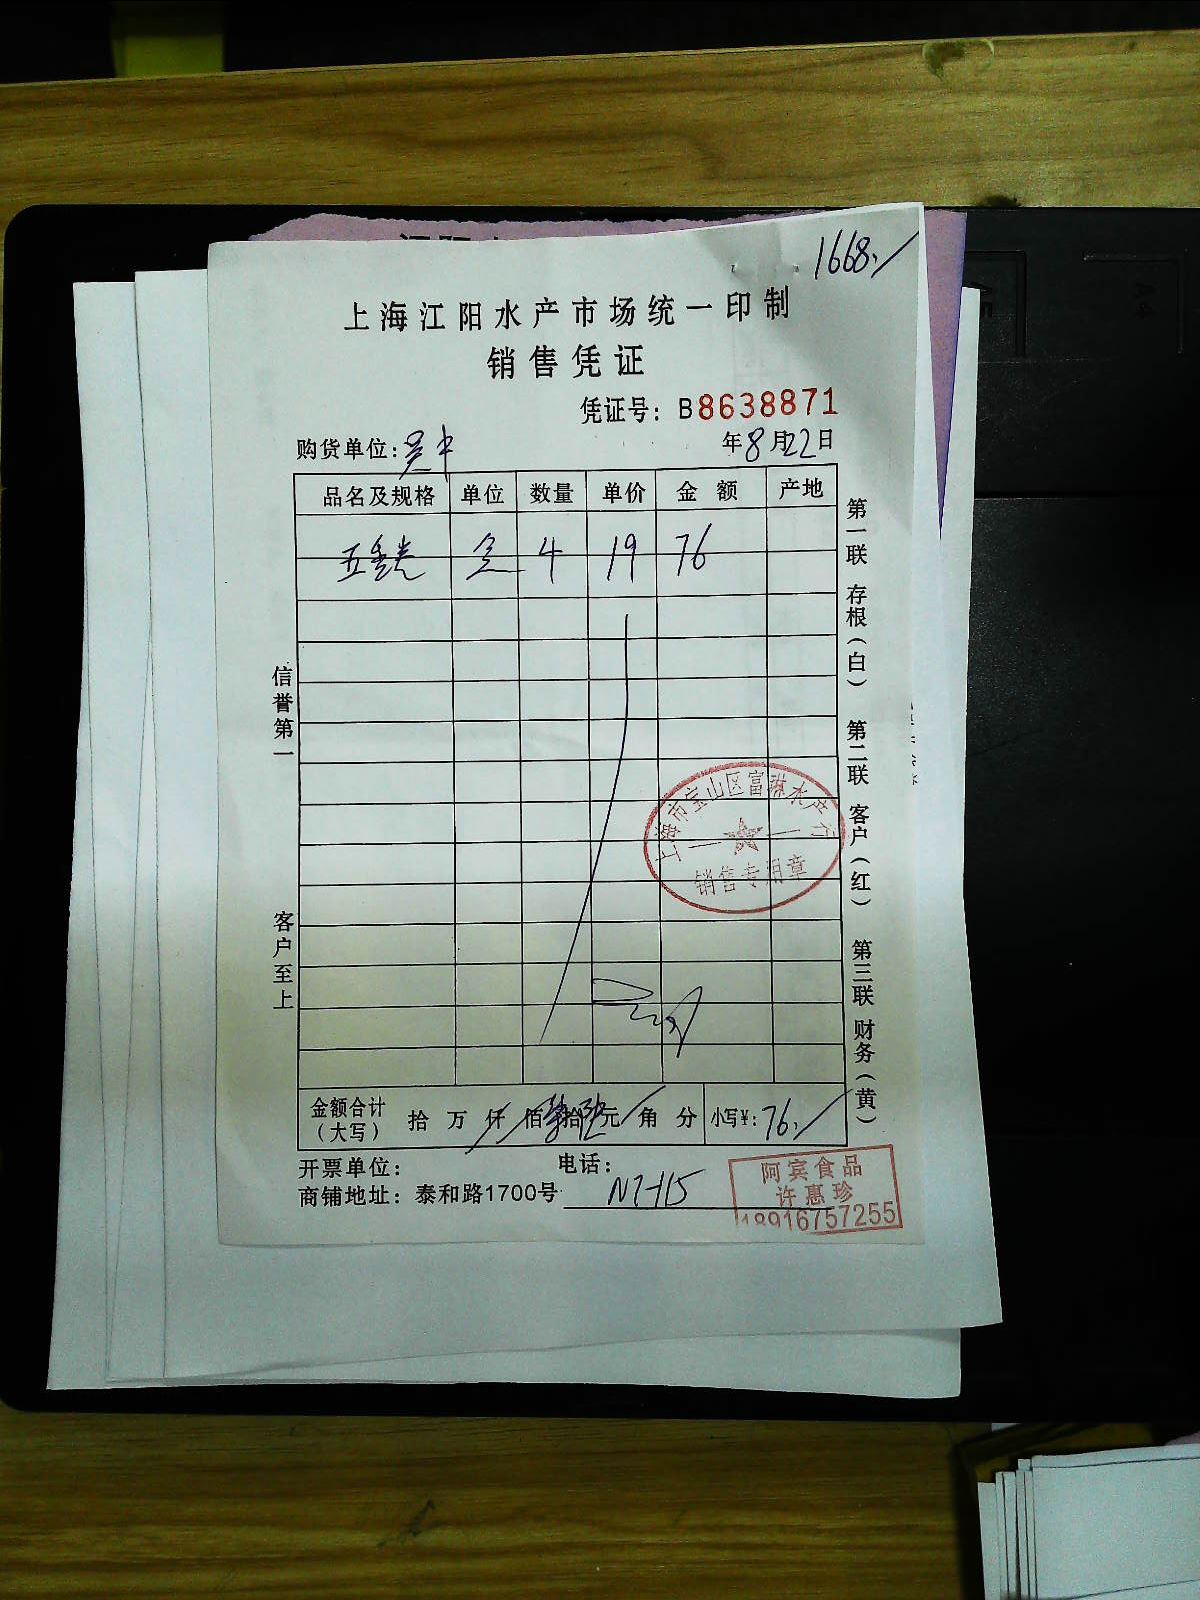 1668./
上海江阳水产市场统一印制
销售凭证
凭证号：B8638871
购货单位：吴中 年8月22日
品名及规格 单位 数量 单价 金额 产地
4 19 76
信誉第一 客户至上
第一联 存根（白） 第二联 客户（红） 第三联 财务（黄）
上海市宝山区富琳水产行
销售专用章
金额合计（大写） 拾 万 仟 佰 拾 元 角 分 小写¥：76./
开票单位： 电话：
商铺地址：泰和路1700号 N7-115
阿宾食品
许惠珍
18916757255